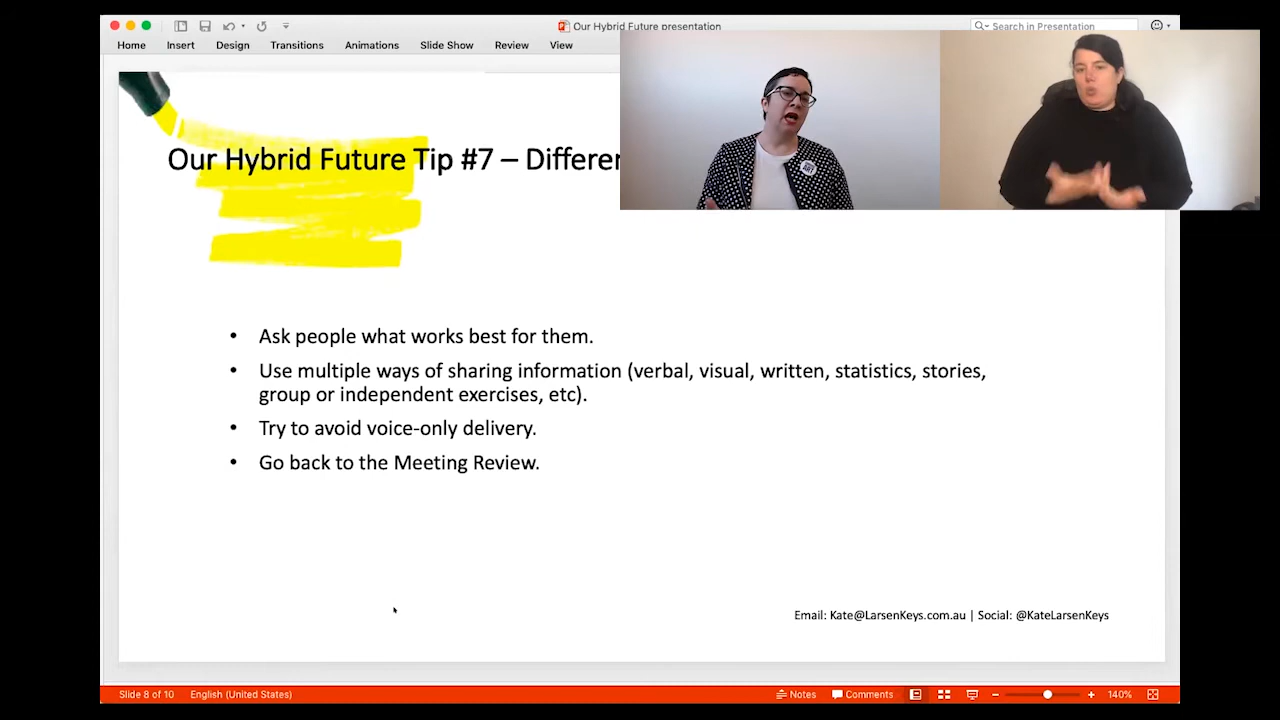 Our Hybrid Future presentation
Search in Presentation
Home Insert Design Transitions Animations Slide Show Review View
Our Hybrid Future Tip #7 – Differen
• Ask people what works best for them.
• Use multiple ways of sharing information (verbal, visual, written, statistics, stories,
group or independent exercises, etc).
• Try to avoid voice-only delivery.
• Go back to the Meeting Review.
Email: Kate@LarsenKeys.com.au | Social: @KateLarsenKeys
Slide 8 of 10 English (United States) Notes Comments 140%